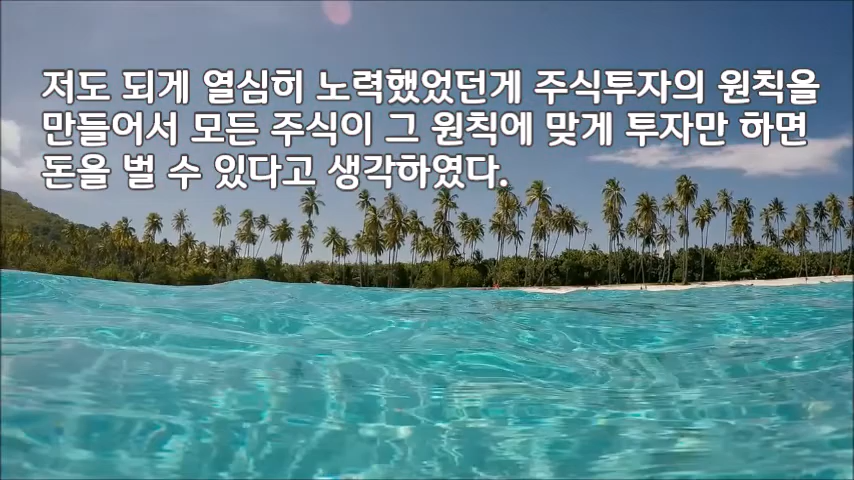 저도 되게 열심히 노력했었던게 주식투자의 원칙을
만들어서 모든 주식이 그 원칙에 맞게 투자만 하면
돈을 벌 수 있다고 생각하였다.